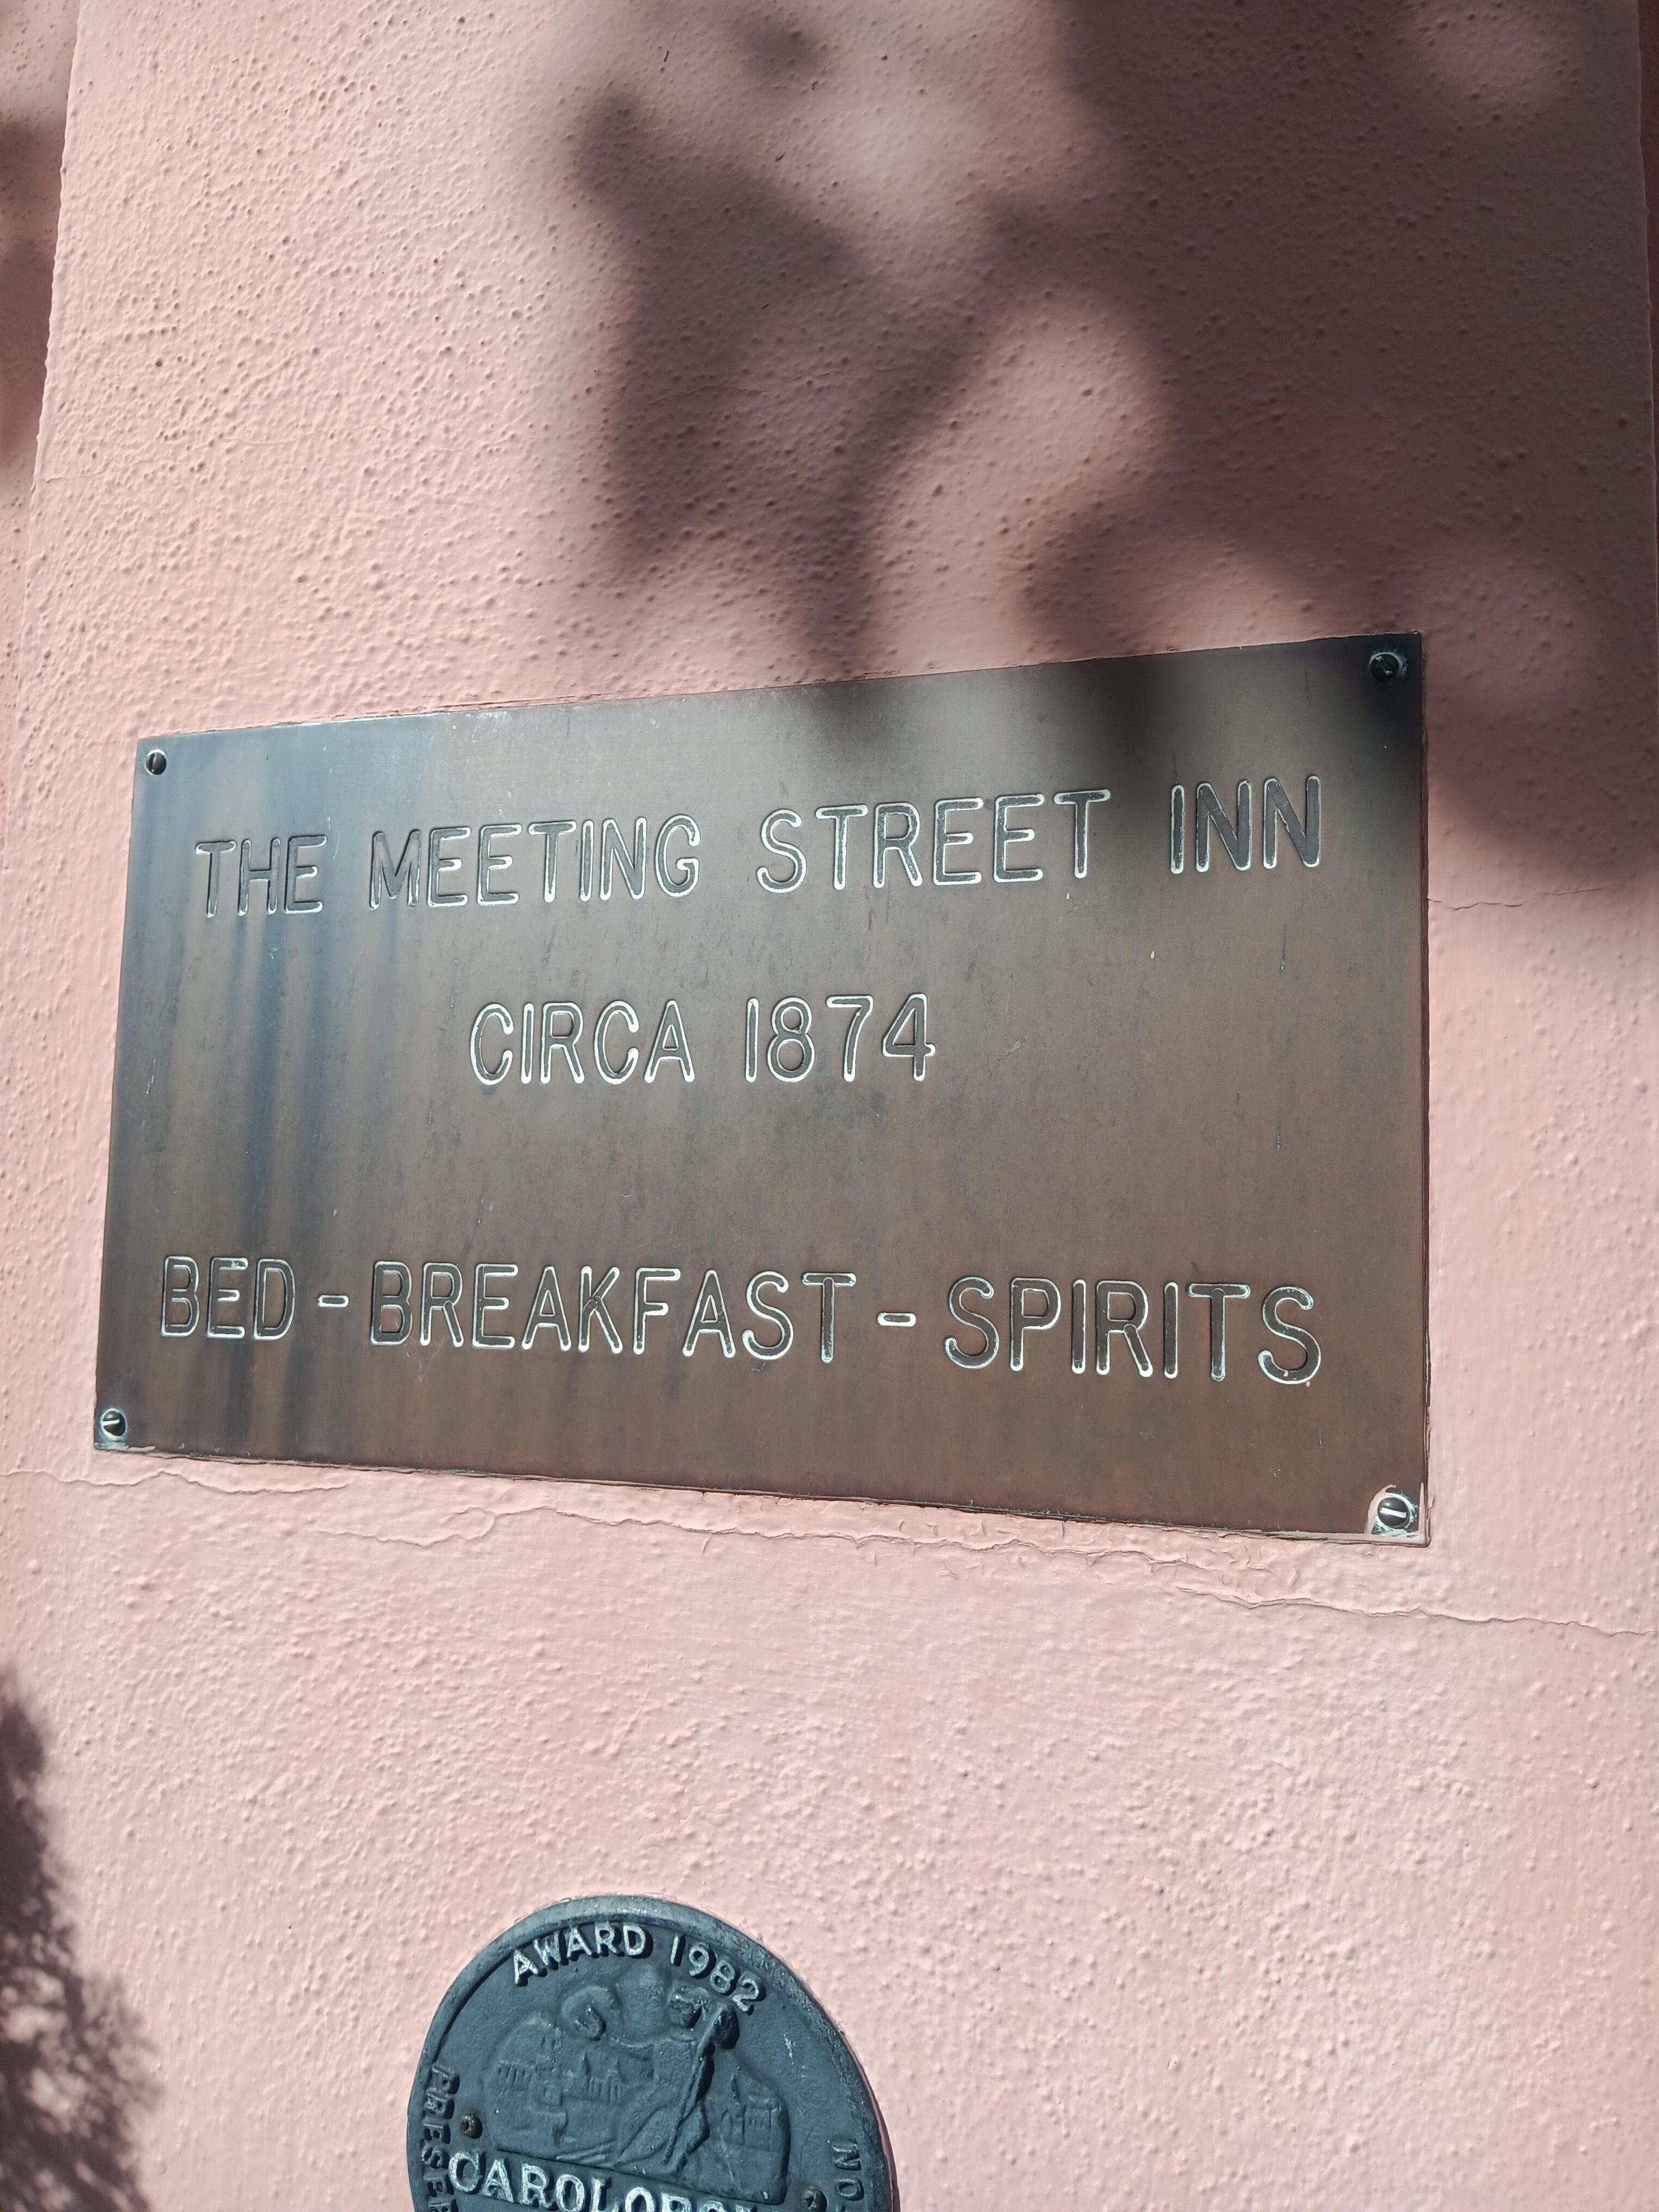 THE MEETING STREET INN
CIRCA 1874
BED - BREAKFAST - SPIRITS
AWARD 1982